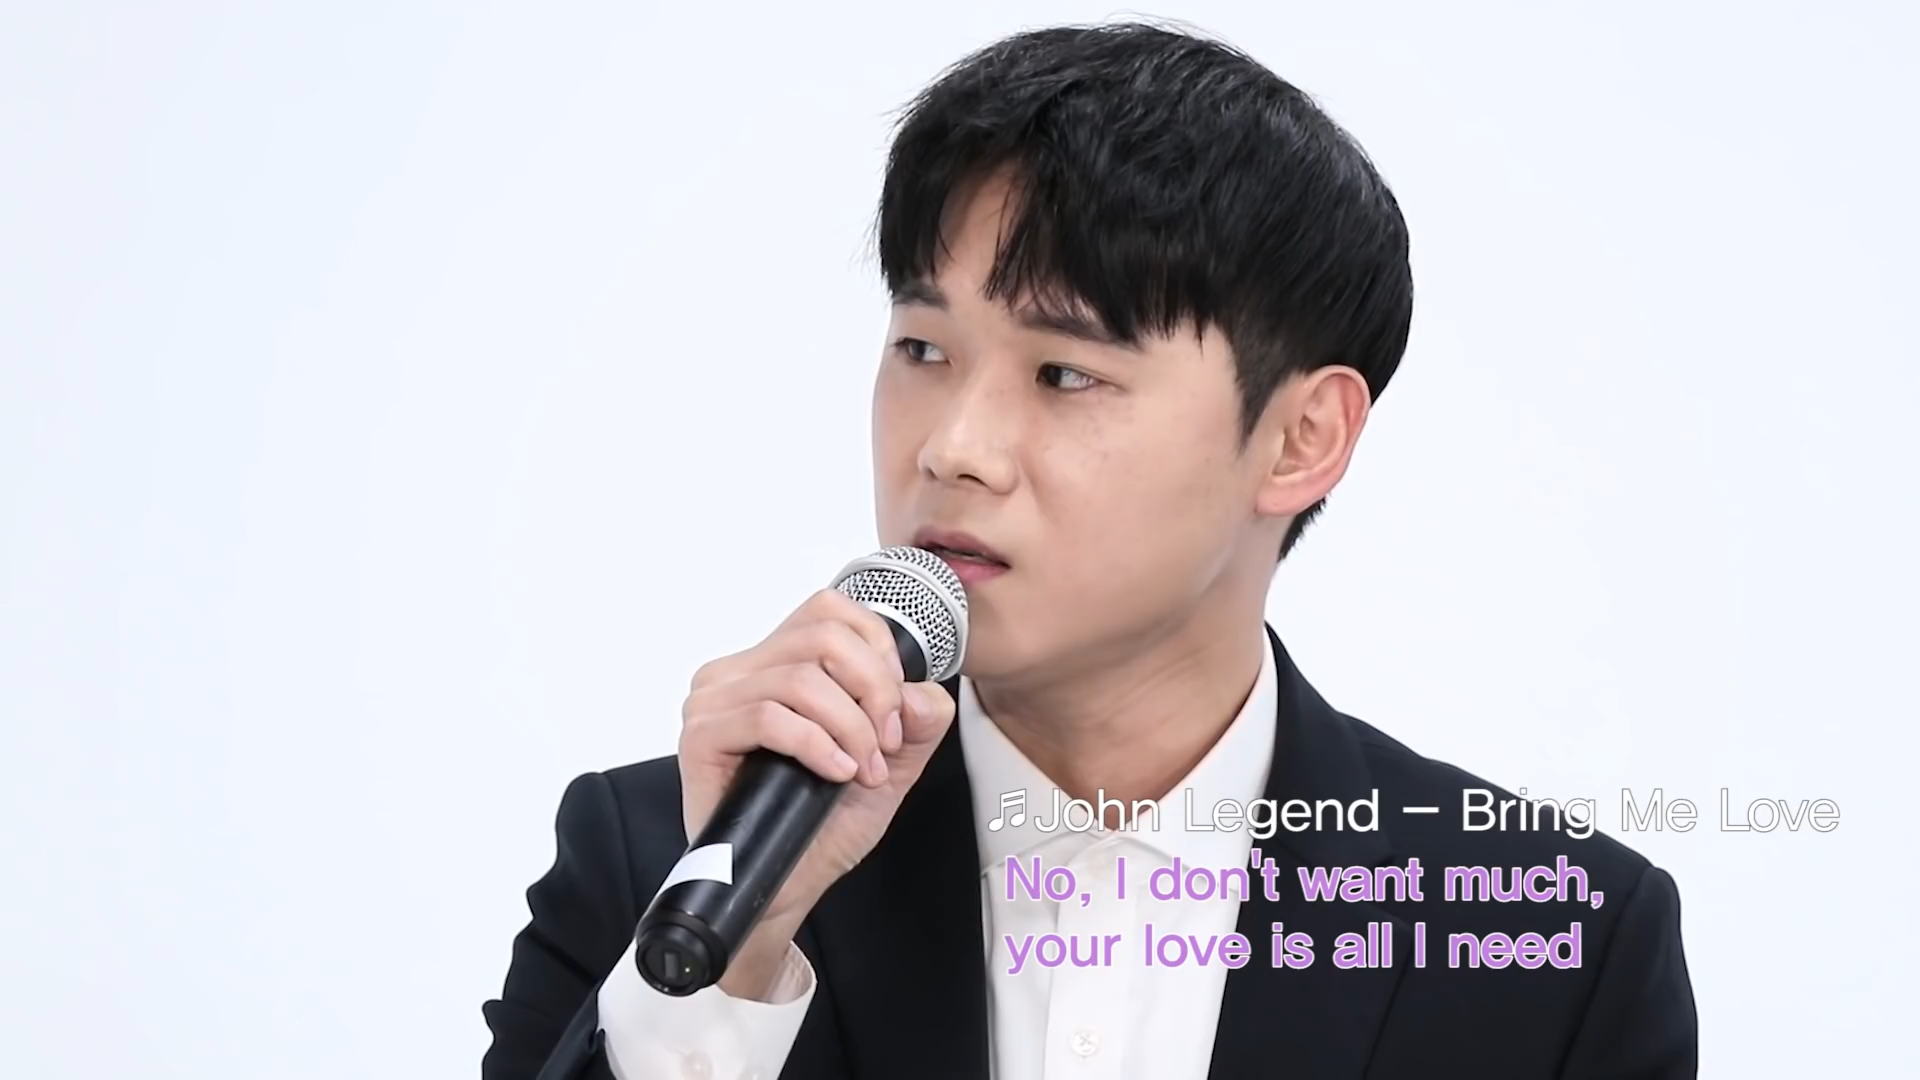 ♬John Legend – Bring Me Love
No, I don't want much,
your love is all I need